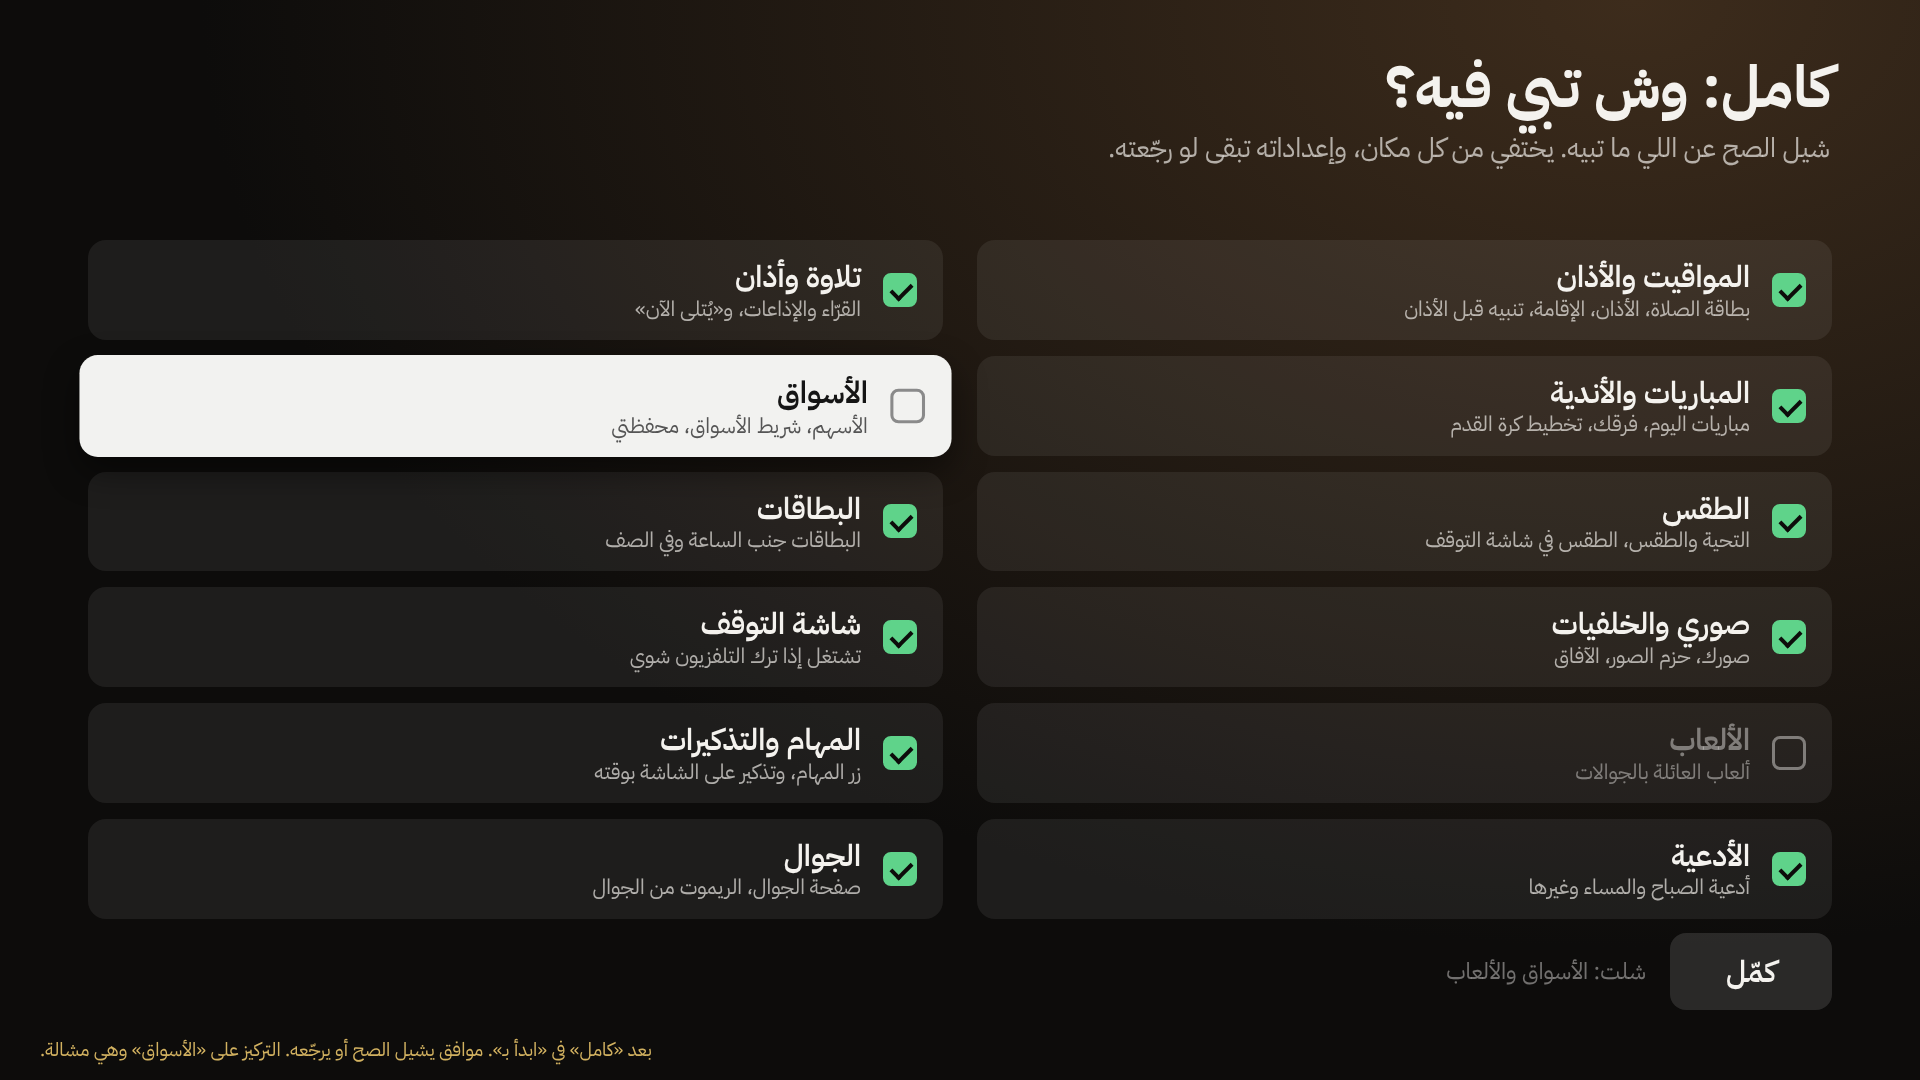 كامل: وش تبي فيه؟
شيل الصح عن اللي ما تبيه. يختفي من كل مكان، وإعداداته تبقى لو رجّعته.
المواقيت والأذان
بطاقة الصلاة، الأذان، الإقامة، تنبيه قبل الأذان
تلاوة وأذان
القرّاء والإذاعات، و«يُتلى الآن»
المباريات والأندية
مباريات اليوم، فرقك، تخطيط كرة القدم
الأسواق
الأسهم، شريط الأسواق، محفظتي
الطقس
التحية والطقس، الطقس في شاشة التوقف
البطاقات
البطاقات جنب الساعة وفي الصف
صوري والخلفيات
صورك، حزم الصور، الآفاق
شاشة التوقف
تشتغل إذا ترك التلفزيون شوي
الألعاب
ألعاب العائلة بالجوالات
المهام والتذكيرات
زر المهام، وتذكير على الشاشة بوقته
الأدعية
أدعية الصباح والمساء وغيرها
الجوال
صفحة الجوال، الريموت من الجوال
كمّل
شلت: الأسواق والألعاب
بعد «كامل» في «ابدأ بـ». موافق يشيل الصح أو يرجّعه. التركيز على «الأسواق» وهي مشالة.